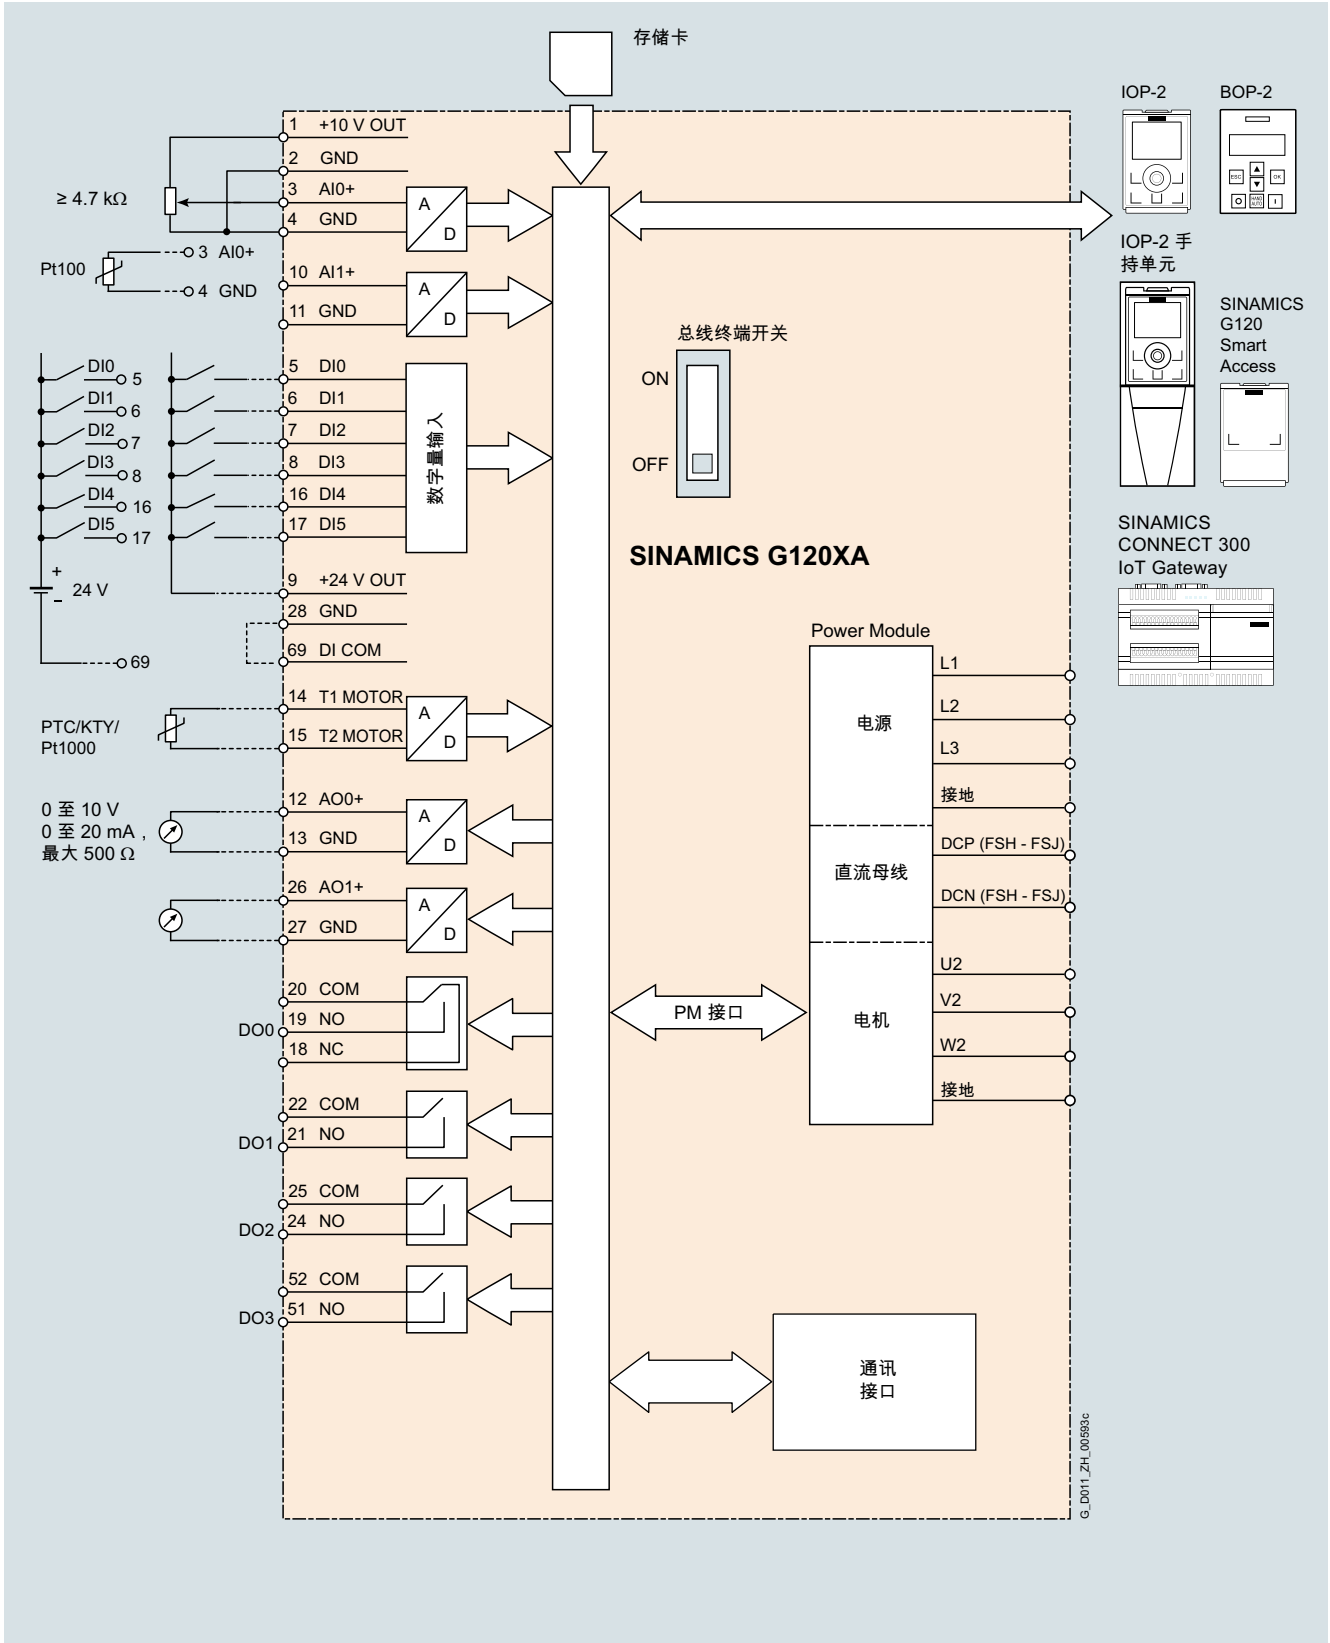 存储卡
IOP-2
BOP-2
1 +10 V OUT
2 GND
3 AI0+
4 GND
≥ 4.7 kΩ
A
D
ESC
OK
HAND
AUTO
Pt100
3 AI0+
4 GND
10 AI1+
11 GND
A
D
IOP-2 手
持单元
SINAMICS
G120
Smart
Access
总线终端开关
ON
OFF
DI0
5
DI1
6
DI2
7
DI3
8
DI4
16
DI5
17
5 DI0
6 DI1
7 DI2
8 DI3
16 DI4
17 DI5
数字量输入
SINAMICS G120XA
SINAMICS
CONNECT 300
IoT Gateway
+
–
24 V
69
9 +24 V OUT
28 GND
69 DI COM
PTC/KTY/
Pt1000
14 T1 MOTOR
15 T2 MOTOR
A
D
0 至 10 V
0 至 20 mA，
最大 500 Ω
12 AO0+
13 GND
A
D
26 AO1+
27 GND
A
D
Power Module
电源
L1
L2
L3
接地
直流母线
DCP (FSH - FSJ)
DCN (FSH - FSJ)
电机
U2
V2
W2
接地
PM 接口
DO0
20 COM
19 NO
18 NC
DO1
22 COM
21 NO
DO2
25 COM
24 NO
DO3
52 COM
51 NO
通讯
接口
G_D011_ZH_00593c